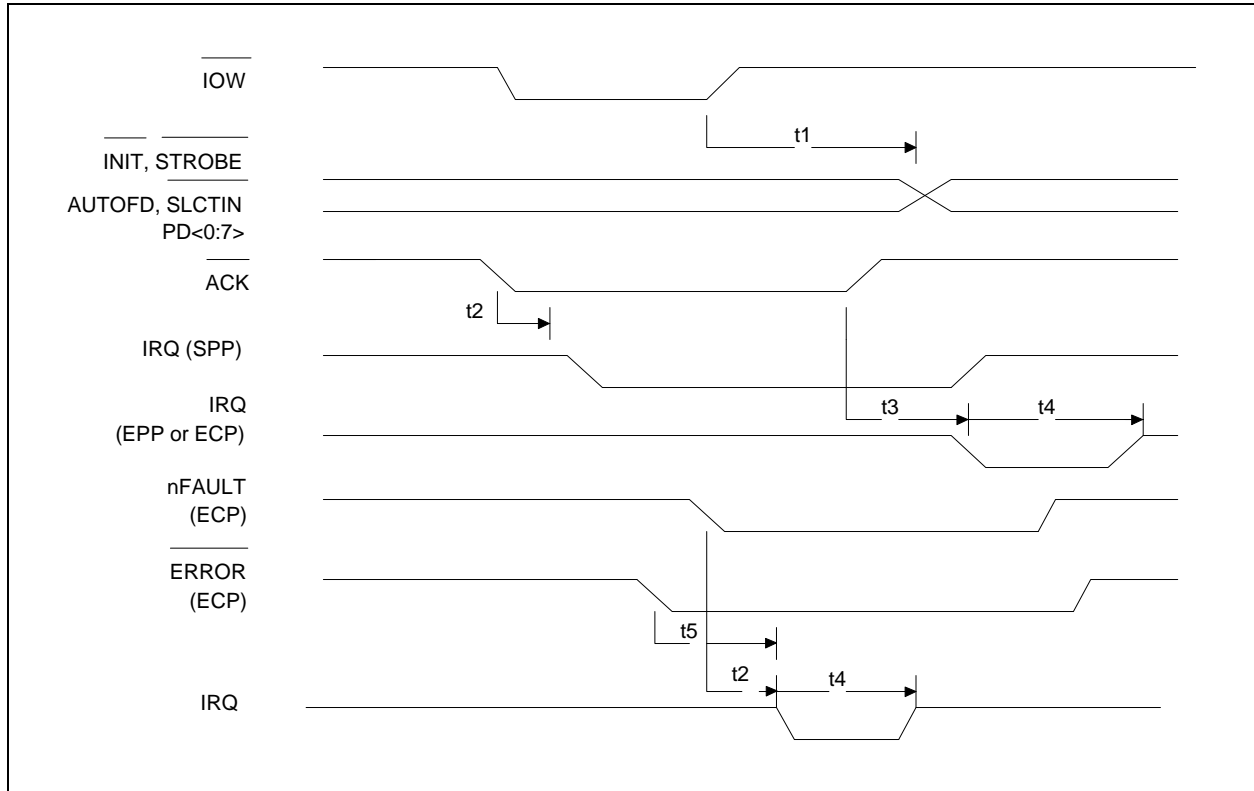 IOW
t1
INIT, STROBE
AUTOFD, SLCTIN
PD<0:7>
ACK
t2
IRQ (SPP)
IRQ
(EPP or ECP)
t3
t4
nFAULT
(ECP)
ERROR
(ECP)
t5
t2
t4
IRQ